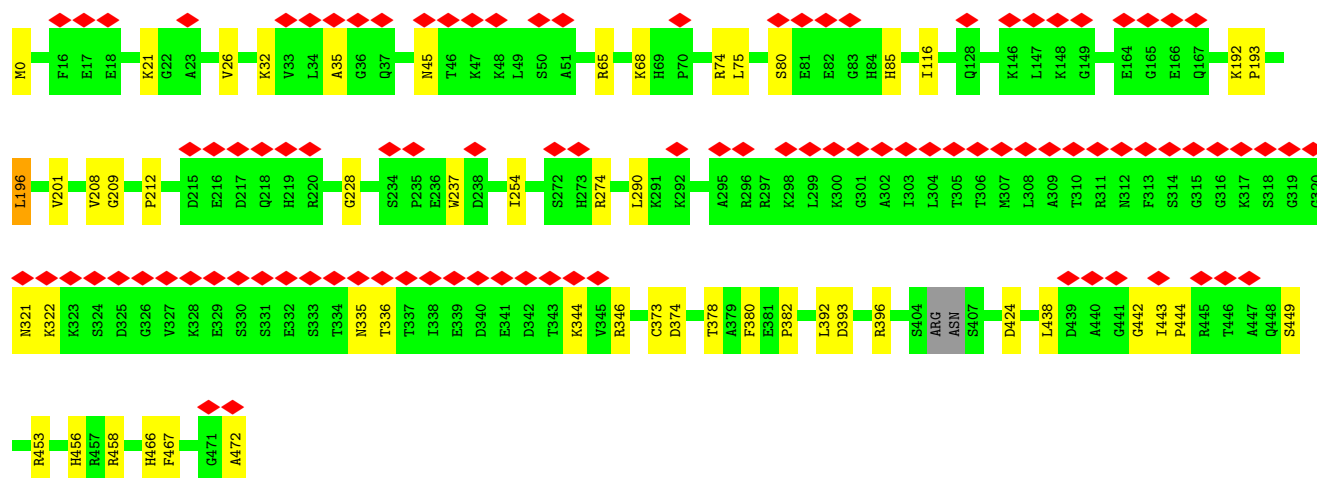 M0 F16 E17 E18 K21 G22 A23 V26 K32 V33 L34 A35 G36 Q37 N45 T46 K47 K48 L49 S50 A51 R65 K68 H69 P70 R74 L75 S80 E81 E82 G83 H84 H85 I116 Q128 K146 L147 K148 G149 E164 G165 E166 Q167 K192 P193
L196 V201 V208 G209 P212 D215 E216 D217 Q218 H219 R220 G228 S234 P235 E236 W237 D238 I254 S272 H273 R274 L290 K291 K292 A295 R296 R297 K298 L299 K300 G301 A302 I303 L304 T305 T306 M307 L308 A309 T310 R311 N312 F313 S314 G315 G316 K317 S318 G319 G320
N321 K322 K323 S324 D325 G326 V327 K328 E329 S330 S331 E332 S333 T334 N335 T336 T337 I338 E339 D340 E341 D342 T343 K344 V345 R346 C373 D374 T378 A379 F380 E381 P382 L392 D393 R396 S404 ARG ASN S407 D424 L438 D439 A440 G441 G442 I443 P444 R445 T446 A447 Q448 S449
R453 H456 R457 R458 H466 F467 G471 A472